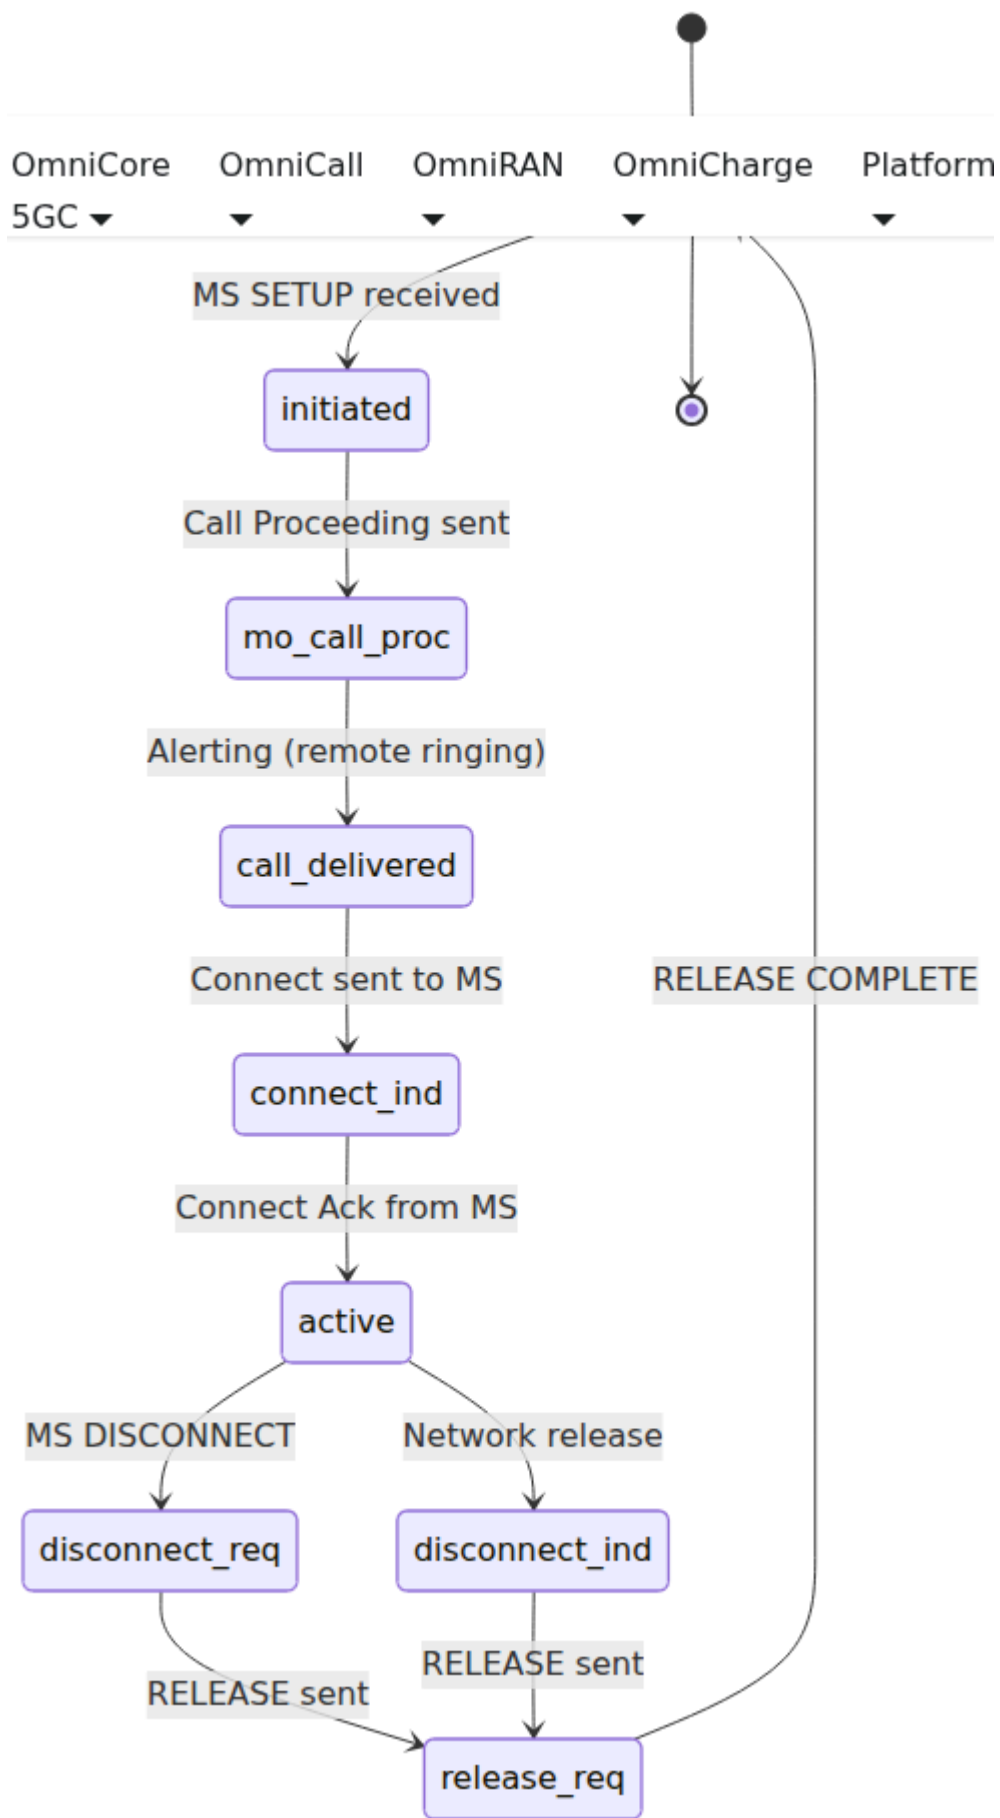 OmniCore OmniCall OmniRAN OmniCharge Platform
5GC
MS SETUP received
initiated
Call Proceeding sent
mo_call_proc
Alerting (remote ringing)
call_delivered
Connect sent to MS
RELEASE COMPLETE
connect_ind
Connect Ack from MS
active
MS DISCONNECT
Network release
disconnect_req
disconnect_ind
RELEASE sent
RELEASE sent
release_req